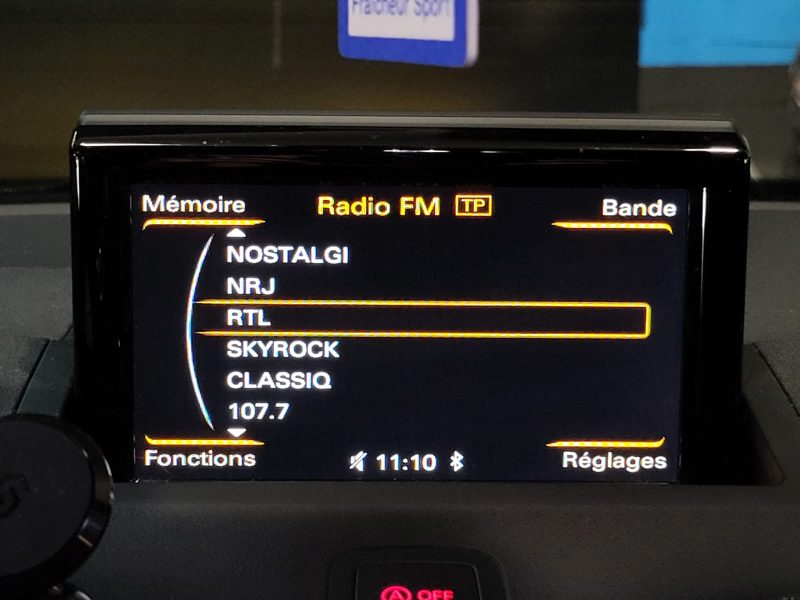 Fraîcheur Sport
Mémoire Radio FM TP Bande
NOSTALGI
NRJ
RTL
SKYROCK
CLASSIQ
107.7
Fonctions 11:10 Réglages
A OFF